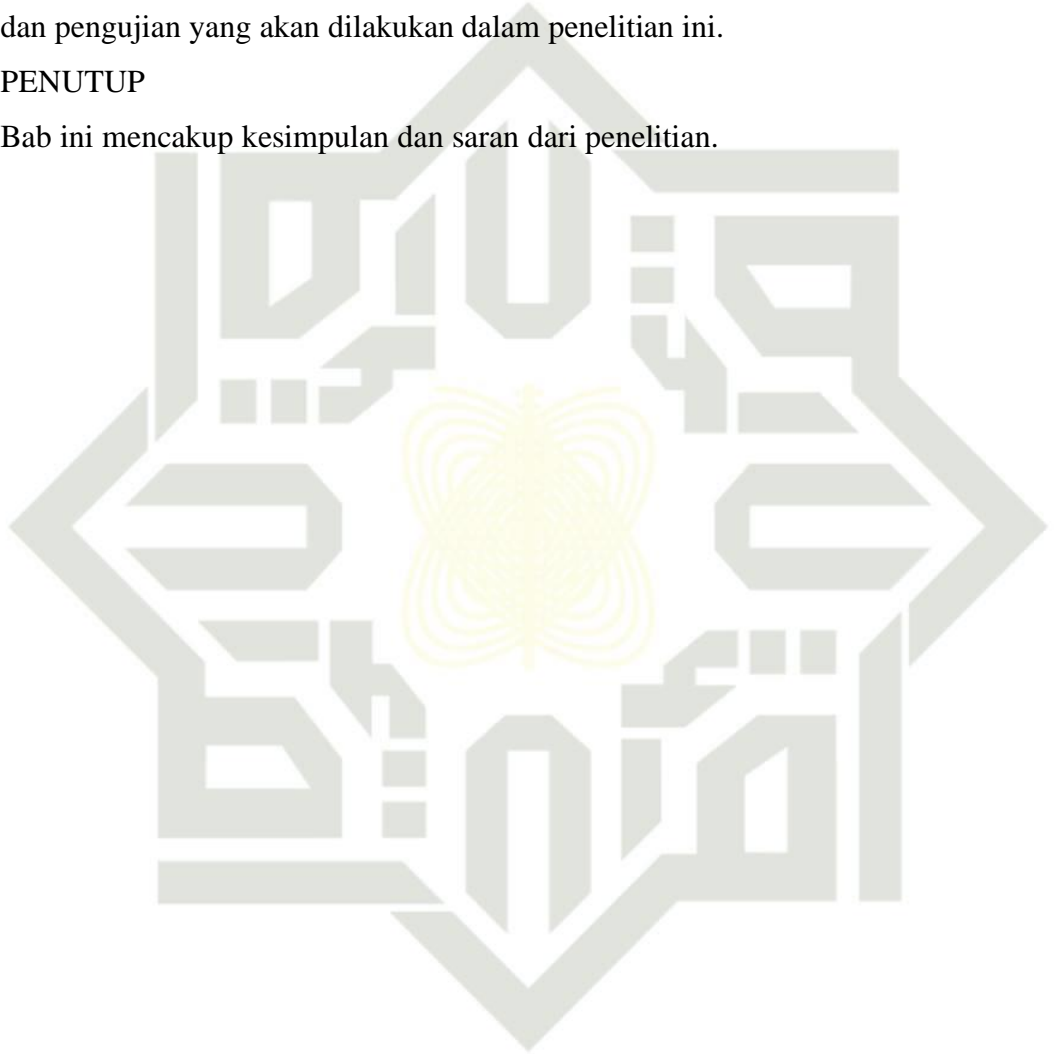 dan pengujian yang akan dilakukan dalam penelitian ini.
PENUTUP
Bab ini mencakup kesimpulan dan saran dari penelitian.